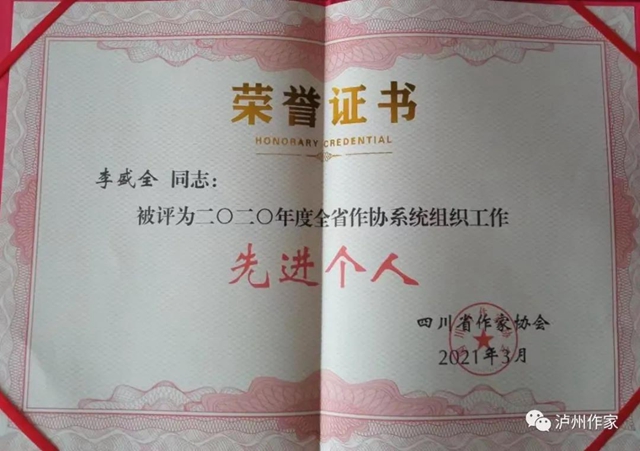 荣誉证书
HONORARY CREDENTIAL
李盛全 同志：
被评为二〇二〇年度全省作协系统组织工作
先进个人
四川省作家协会
2021年3月
泸州作家